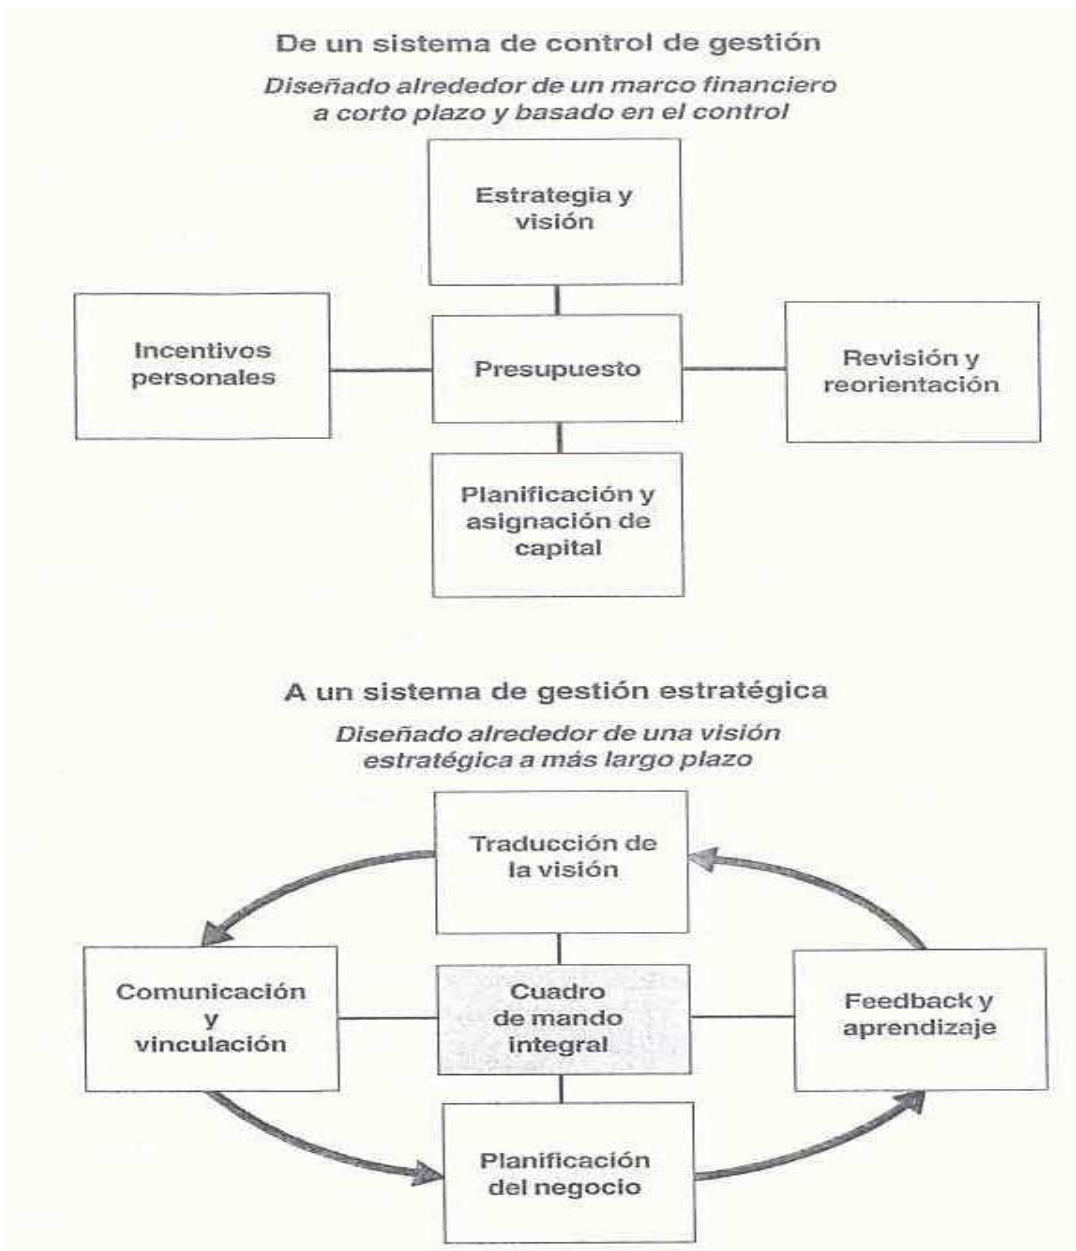 De un sistema de control de gestión
Diseñado alrededor de un marco financiero
a corto plazo y basado en el control
Estrategia y
visión
Incentivos
personales
Presupuesto
Revisión y
reorientación
Planificación y
asignación de
capital
A un sistema de gestión estratégica
Diseñado alrededor de una visión
estratégica a más largo plazo
Traducción de
la visión
Comunicación
y
vinculación
Cuadro
de mando
integral
Feedback y
aprendizaje
Planificación
del negocio